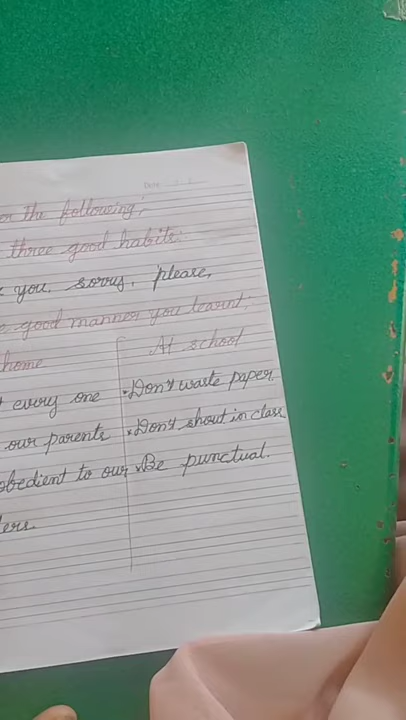 Date
the following;
three good habits:
you, sorry, please,
good manner you learnt:
home At school
every one • Don't waste paper.
our parents • Don't shout in class
obedient to our • Be punctual.